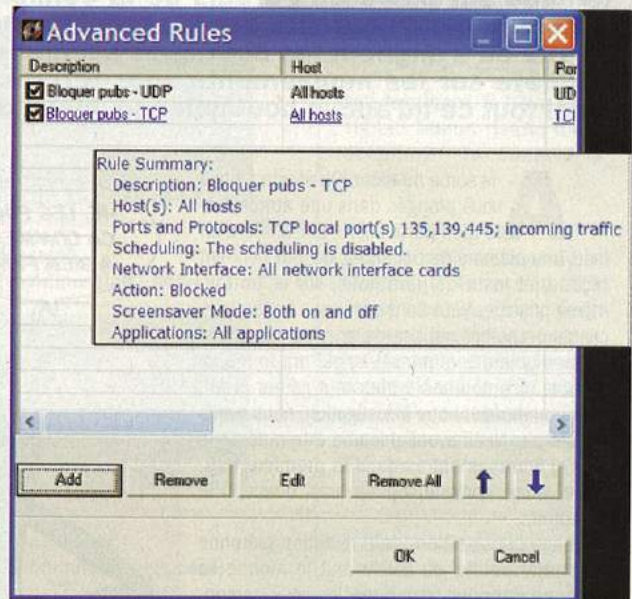 Advanced Rules
Description Host Por
Bloquer pubs - UDP All hosts UD
Bloquer pubs - TCP All hosts TCI
Rule Summary:
Description: Bloquer pubs - TCP
Host(s): All hosts
Ports and Protocols: TCP local port(s) 135,139,445; incoming traffic
Scheduling: The scheduling is disabled.
Network Interface: All network interface cards
Action: Blocked
Screensaver Mode: Both on and off
Applications: All applications
Add Remove Edit Remove All
OK Cancel